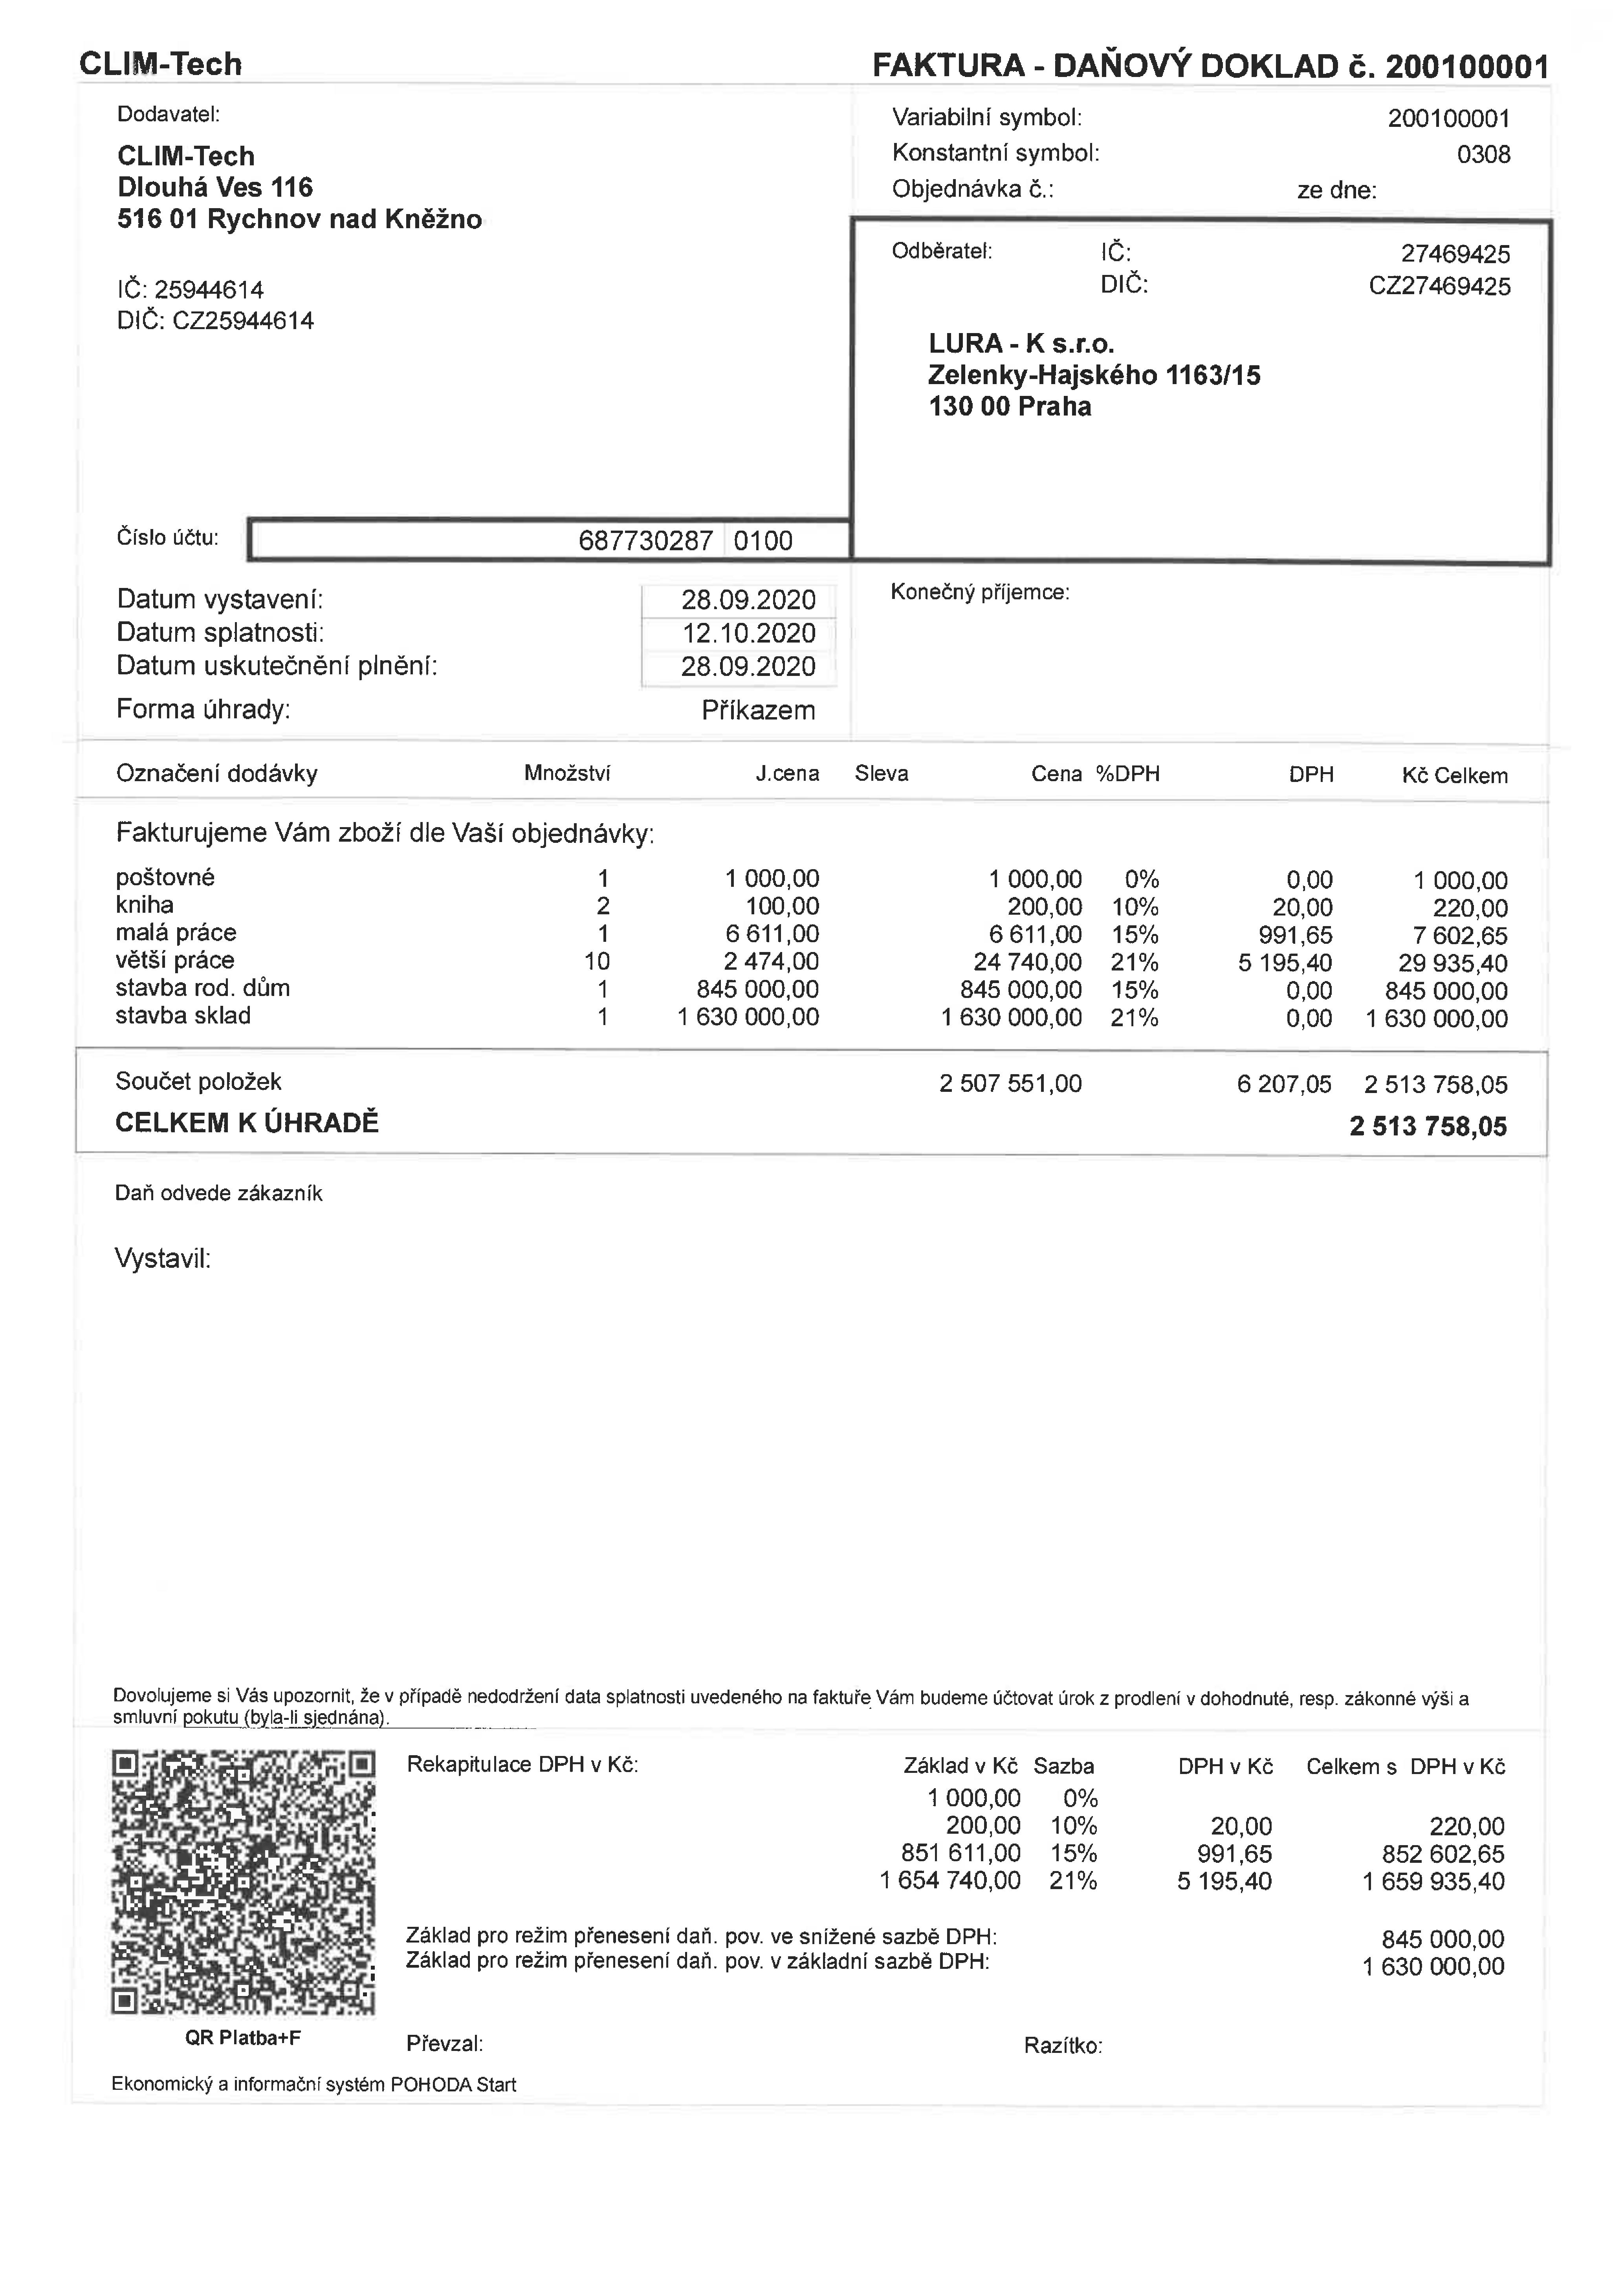 CLIM-Tech
FAKTURA - DAŇOVÝ DOKLAD č. 200100001
Dodavatel:
CLIM-Tech
Dlouhá Ves 116
516 01 Rychnov nad Kněžno
IČ: 25944614
DIČ: CZ25944614
Variabilní symbol: 200100001
Konstantní symbol: 0308
Objednávka č.: ze dne:
Odběratel: IČ: 27469425
DIČ: CZ27469425
LURA - K s.r.o.
Zelenky-Hajského 1163/15
130 00 Praha
Číslo účtu: 687730287 0100
Datum vystavení: 28.09.2020
Datum splatnosti: 12.10.2020
Datum uskutečnění plnění: 28.09.2020
Forma úhrady: Příkazem
Konečný příjemce:
Označení dodávky Množství J.cena Sleva Cena %DPH DPH Kč Celkem
Fakturujeme Vám zboží dle Vaší objednávky:
poštovné 1 1 000,00 1 000,00 0% 0,00 1 000,00
kniha 2 100,00 200,00 10% 20,00 220,00
malá práce 1 6 611,00 6 611,00 15% 991,65 7 602,65
větší práce 10 2 474,00 24 740,00 21% 5 195,40 29 935,40
stavba rod. dům 1 845 000,00 845 000,00 15% 0,00 845 000,00
stavba sklad 1 1 630 000,00 1 630 000,00 21% 0,00 1 630 000,00
Součet položek 2 507 551,00 6 207,05 2 513 758,05
CELKEM K ÚHRADĚ 2 513 758,05
Daň odvede zákazník
Vystavil:
Dovolujeme si Vás upozornit, že v případě nedodržení data splatnosti uvedeného na faktuře Vám budeme účtovat úrok z prodlení v dohodnuté, resp. zákonné výši a
smluvní pokutu (byla-li sjednána).
Rekapitulace DPH v Kč: Základ v Kč Sazba DPH v Kč Celkem s DPH v Kč
1 000,00 0%
200,00 10% 20,00 220,00
851 611,00 15% 991,65 852 602,65
1 654 740,00 21% 5 195,40 1 659 935,40
Základ pro režim přenesení daň. pov. ve snížené sazbě DPH: 845 000,00
Základ pro režim přenesení daň. pov. v základní sazbě DPH: 1 630 000,00
QR Platba+F
Převzal: Razítko:
Ekonomický a informační systém POHODA Start